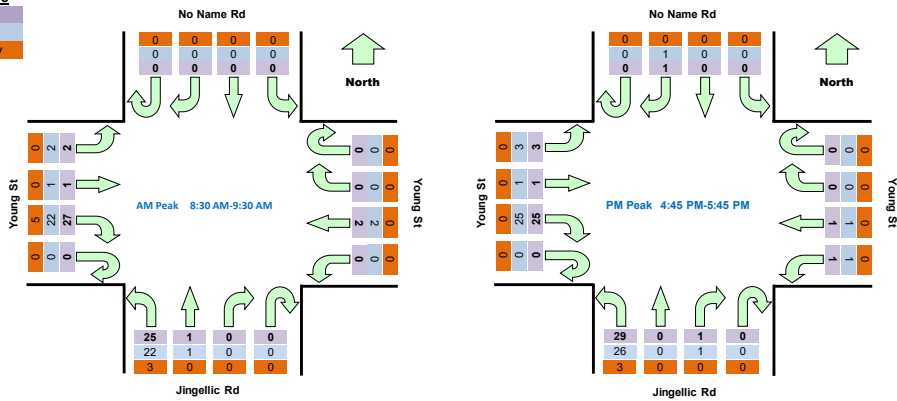 No Name Rd
0 0 0 0
0 0 0 0
0 0 0 0
North
Young St
0 2 2
0 1 1
5 22 27
0 0 0
AM Peak 8:30 AM-9:30 AM
0 0 0
0 0 0
2 2 0
0 0 0
Young St
25 1 0 0
22 1 0 0
3 0 0 0
Jingellic Rd
No Name Rd
0 0 0 0
0 1 0 0
0 1 0 0
North
Young St
0 3 3
0 1 1
0 25 25
0 0 0
PM Peak 4:45 PM-5:45 PM
0 0 0
0 0 0
1 1 0
1 1 0
Young St
29 0 1 0
26 0 1 0
3 0 0 0
Jingellic Rd